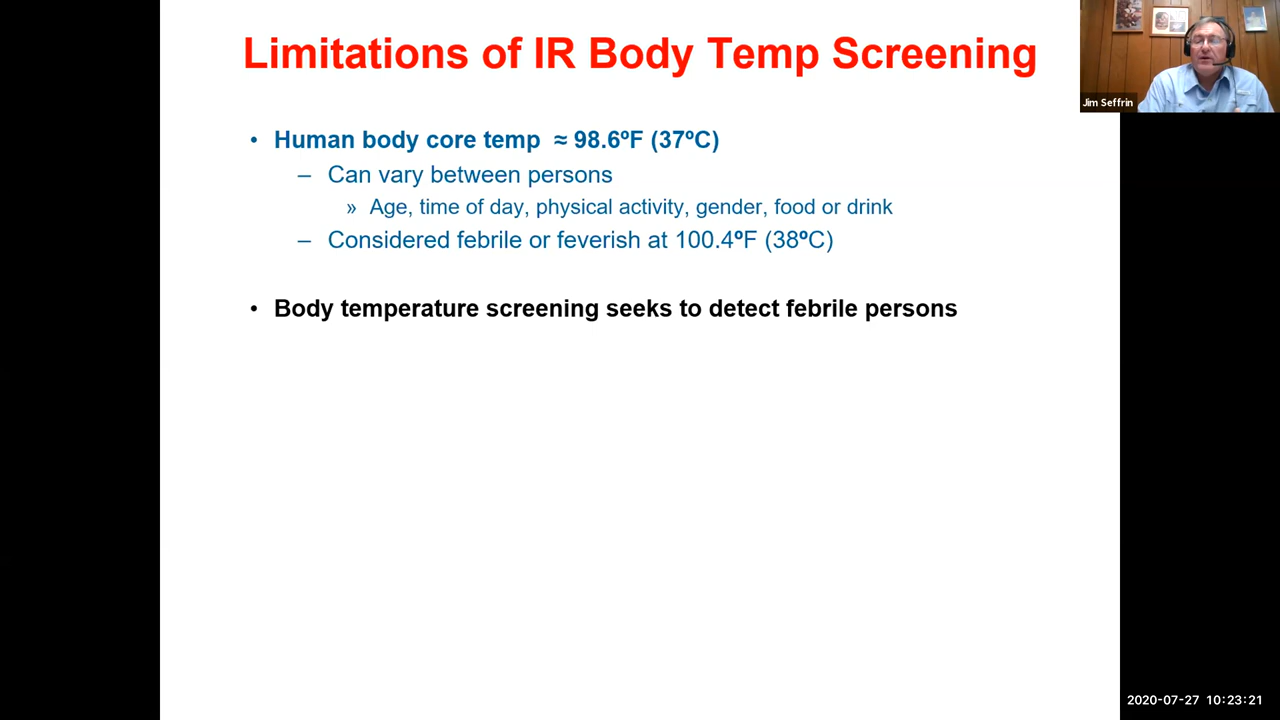 Limitations of IR Body Temp Screening
Jim Seffrin
• Human body core temp ≈ 98.6ºF (37ºC)
– Can vary between persons
» Age, time of day, physical activity, gender, food or drink
– Considered febrile or feverish at 100.4ºF (38ºC)
• Body temperature screening seeks to detect febrile persons
2020-07-27 10:23:21